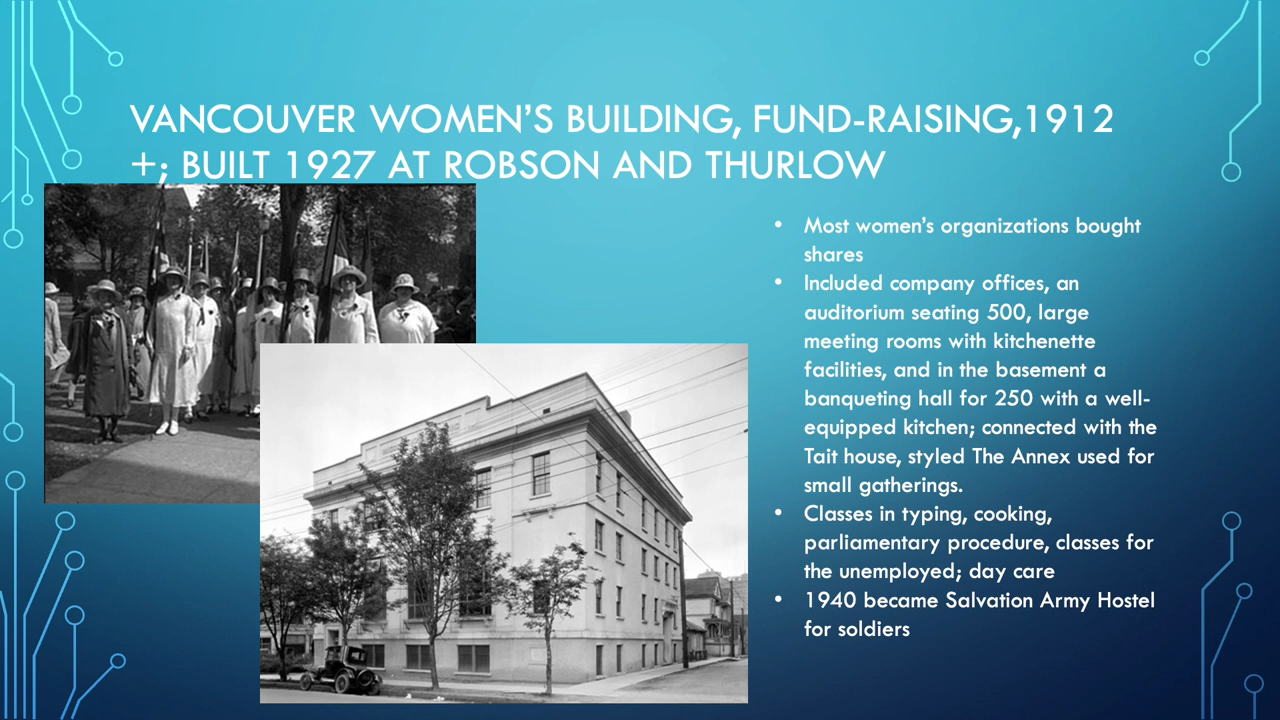 VANCOUVER WOMEN'S BUILDING, FUND-RAISING,1912
+; BUILT 1927 AT ROBSON AND THURLOW
• Most women's organizations bought
shares
• Included company offices, an
auditorium seating 500, large
meeting rooms with kitchenette
facilities, and in the basement a
banqueting hall for 250 with a well-
equipped kitchen; connected with the
Tait house, styled The Annex used for
small gatherings.
• Classes in typing, cooking,
parliamentary procedure, classes for
the unemployed; day care
• 1940 became Salvation Army Hostel
for soldiers